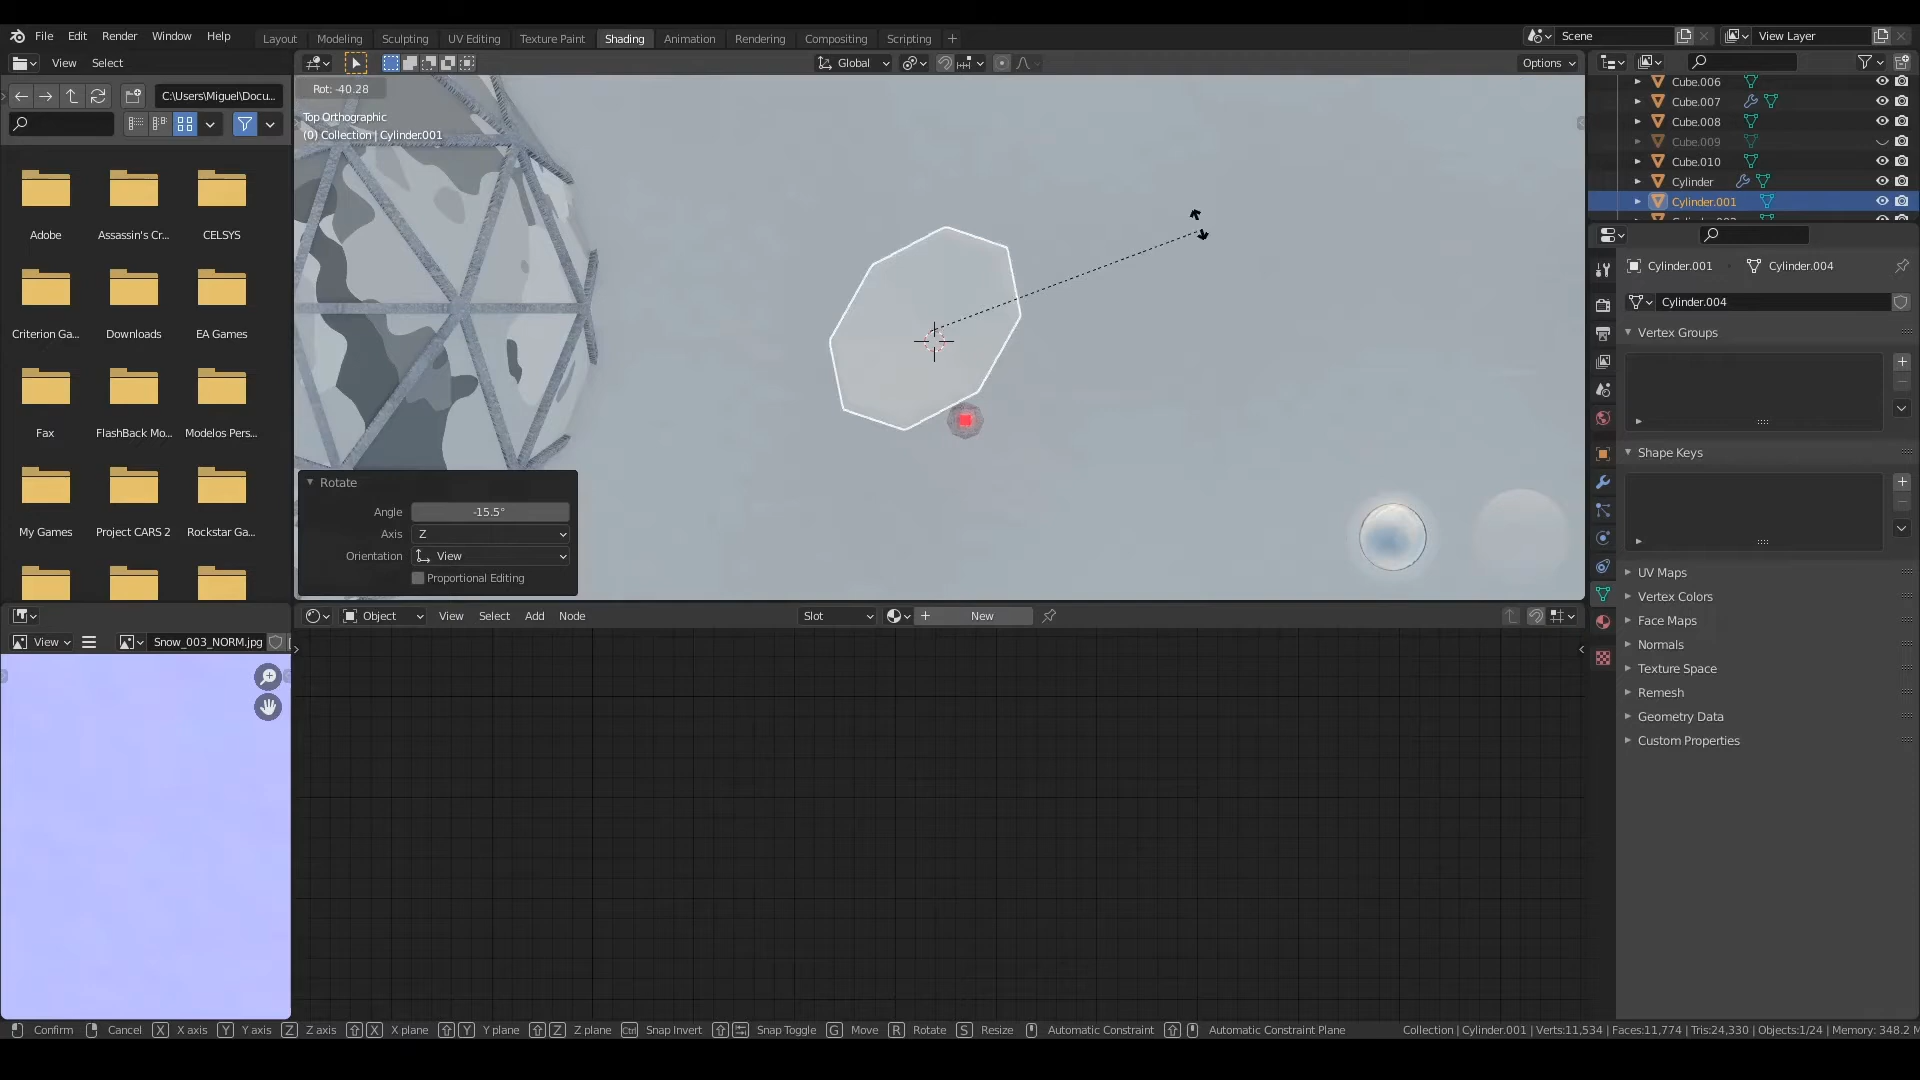 File Edit Render Window Help
Layout Modeling Sculpting UV Editing Texture Paint Shading Animation Rendering Compositing Scripting +
Scene
View Layer
View Select
Global
Options
C:\Users\Miguel\Docu...
Rot: -40.28
Top Orthographic
(0) Collection | Cylinder.001
Cube.006
Cube.007
Cube.008
Cube.009
Cube.010
Cylinder
Cylinder.001
Adobe
Assassin's Cr...
CELSYS
Criterion Ga...
Downloads
EA Games
Fax
FlashBack Mo...
Modelos Pers...
My Games
Project CARS 2
Rockstar Ga...
Rotate
Angle -15.5°
Axis Z
Orientation View
Proportional Editing
Cylinder.001 Cylinder.004
Cylinder.004
Vertex Groups
Shape Keys
UV Maps
Vertex Colors
Face Maps
Normals
Texture Space
Remesh
Geometry Data
Custom Properties
Object View Select Add Node
Slot
New
View
Snow_003_NORM.jpg
Confirm Cancel X X axis Y Y axis Z Z axis X X plane Y Y plane Z Z plane Ctrl Snap Invert Snap Toggle G Move R Rotate S Resize Automatic Constraint Automatic Constraint Plane
Collection | Cylinder.001 | Verts:11,534 | Faces:11,774 | Tris:24,330 | Objects:1/24 | Memory: 348.2 M